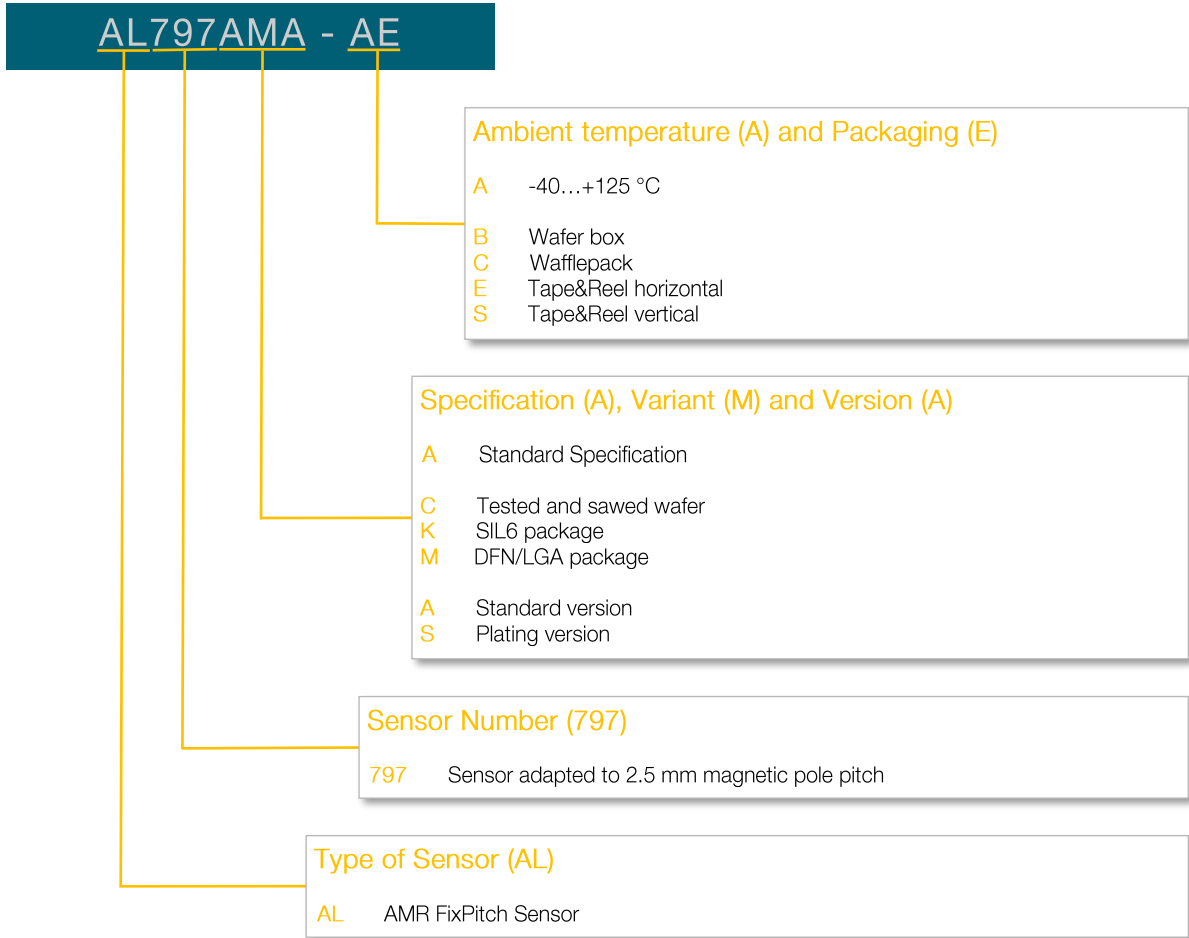 AL797AMA - AE
Ambient temperature (A) and Packaging (E)
A -40…+125 °C
B Wafer box
C Wafflepack
E Tape&Reel horizontal
S Tape&Reel vertical
Specification (A), Variant (M) and Version (A)
A Standard Specification
C Tested and sawed wafer
K SIL6 package
M DFN/LGA package
A Standard version
S Plating version
Sensor Number (797)
797 Sensor adapted to 2.5 mm magnetic pole pitch
Type of Sensor (AL)
AL AMR FixPitch Sensor